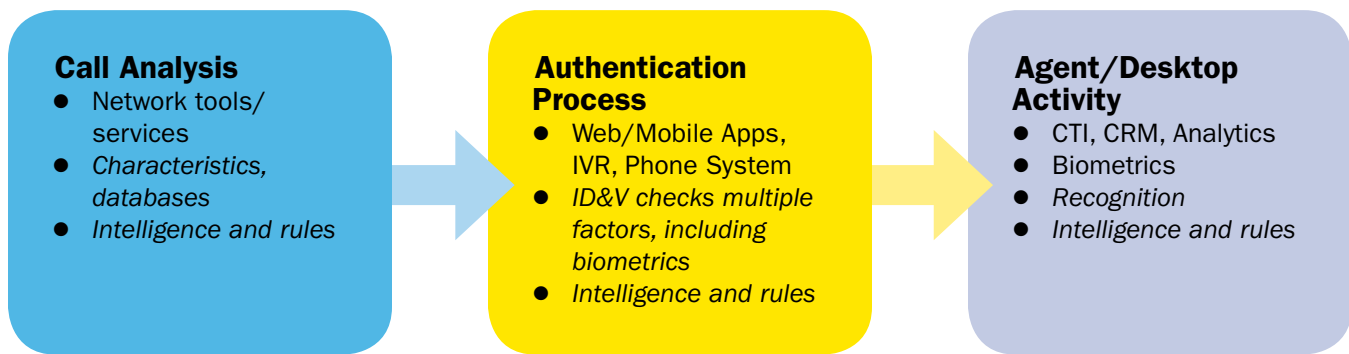 Call Analysis
● Network tools/
services
● Characteristics,
databases
● Intelligence and rules
Authentication
Process
● Web/Mobile Apps,
IVR, Phone System
● ID&V checks multiple
factors, including
biometrics
● Intelligence and rules
Agent/Desktop
Activity
● CTI, CRM, Analytics
● Biometrics
● Recognition
● Intelligence and rules